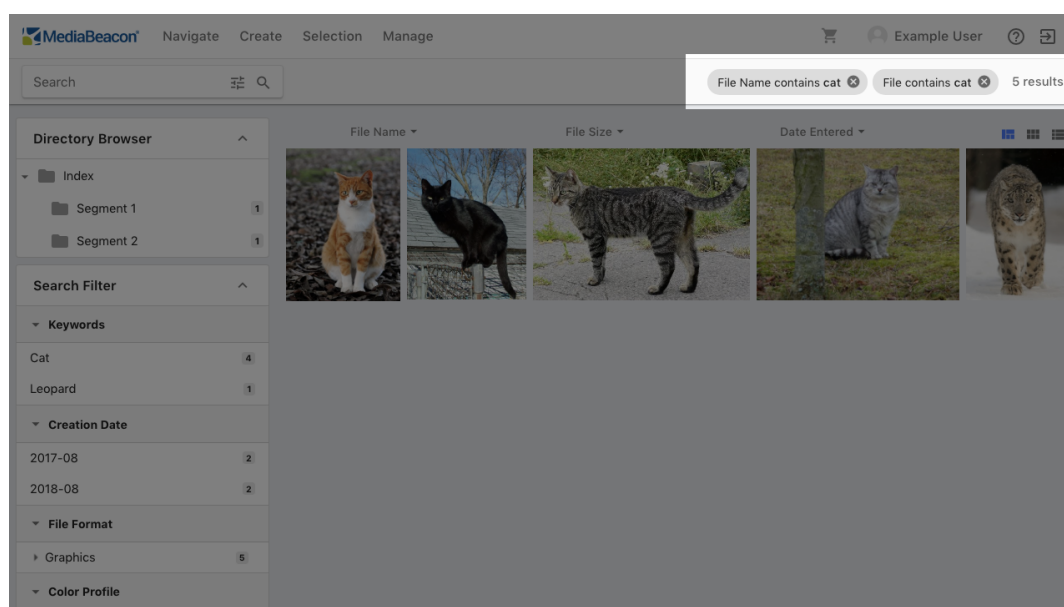 MediaBeacon Navigate Create Selection Manage Example User
Search File Name contains cat File contains cat 5 results
Directory Browser
File Name File Size Date Entered
Index
Segment 1 1
Segment 2 1
Search Filter
Keywords
Cat 4
Leopard 1
Creation Date
2017-08 2
2018-08 2
File Format
Graphics 5
Color Profile